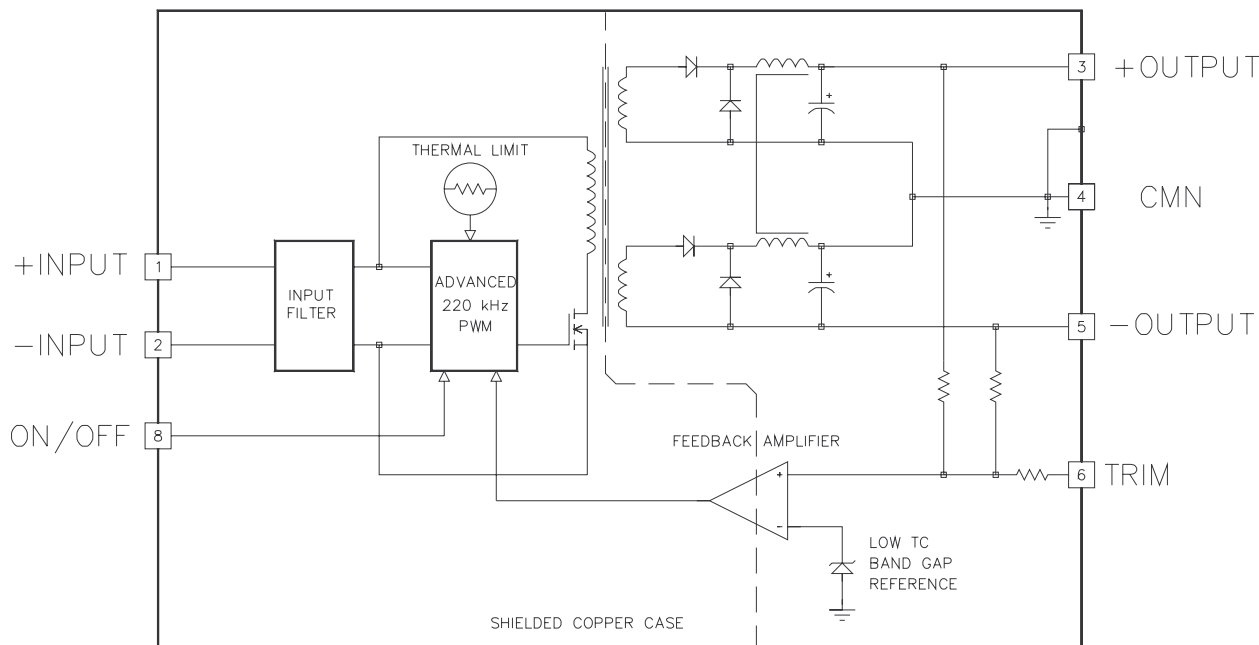 3
+OUTPUT
THERMAL LIMIT
4
CMN
+INPUT
1
INPUT
FILTER
ADVANCED
220 kHz
PWM
+
+
-INPUT
2
5
-OUTPUT
ON/OFF
8
FEEDBACK AMPLIFIER
+
6
TRIM
-
LOW TC
BAND GAP
REFERENCE
SHIELDED COPPER CASE